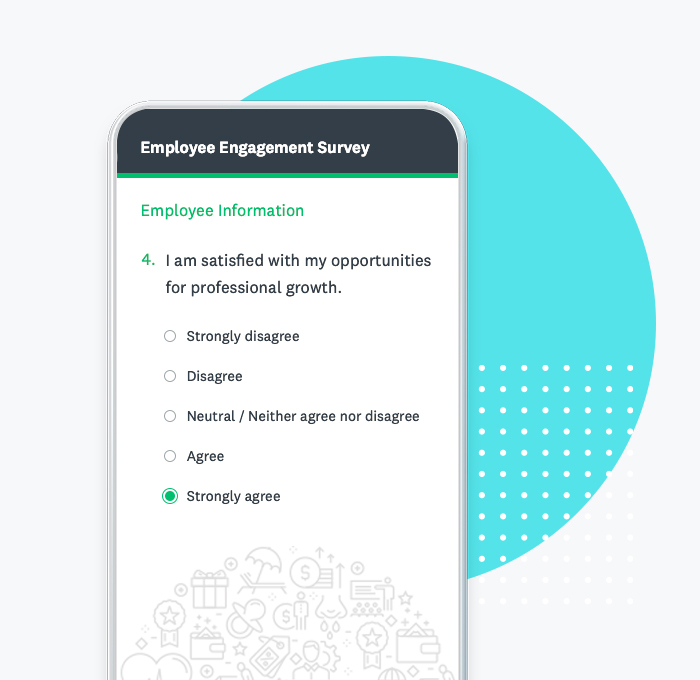 Employee Engagement Survey
Employee Information
4. I am satisfied with my opportunities
for professional growth.
Strongly disagree
Disagree
Neutral / Neither agree nor disagree
Agree
Strongly agree